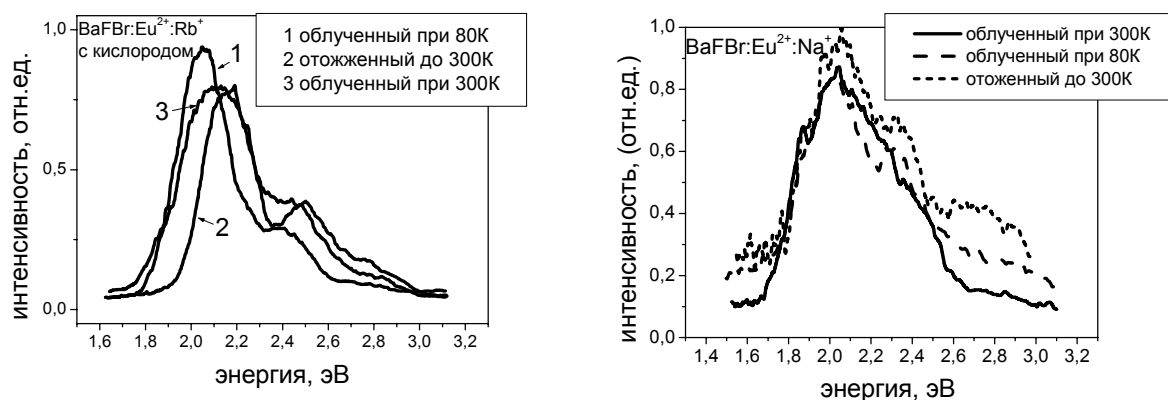 BaFBr:Eu²⁺:Rb⁺
с кислородом
1 облученный при 80К
2 отожженный до 300К
3 облученный при 300К
1
3
2
интенсивность, отн.ед.
1,0
0,5
0,0
1,6 1,8 2,0 2,2 2,4 2,6 2,8 3,0 3,2
энергия, эВ
BaFBr:Eu²⁺:Na⁺
облученный при 300К
облученный при 80К
отоженный до 300К
интенсивность, (отн.ед.)
1,0
0,8
0,6
0,4
0,2
0,0
1,4 1,6 1,8 2,0 2,2 2,4 2,6 2,8 3,0 3,2
энергия, эВ